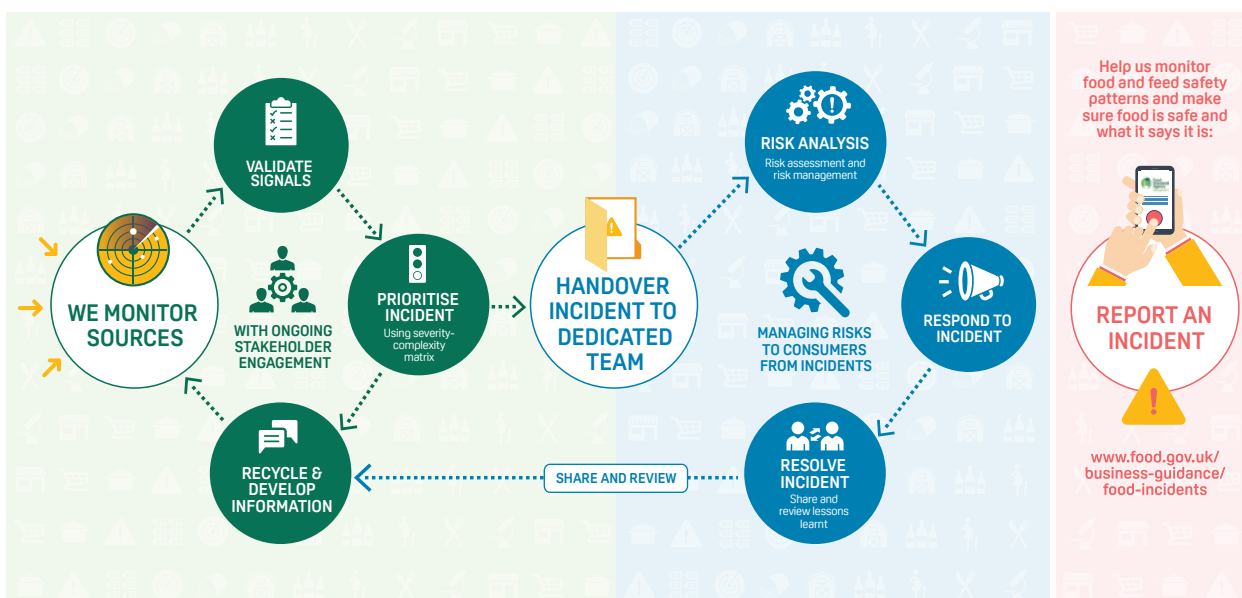 WE MONITOR
SOURCES
VALIDATE
SIGNALS
WITH ONGOING
STAKEHOLDER
ENGAGEMENT
PRIORITISE
INCIDENT
Using severity-
complexity
matrix
RECYCLE &
DEVELOP
INFORMATION
HANDOVER
INCIDENT TO
DEDICATED
TEAM
RISK ANALYSIS
Risk assessment and
risk management
MANAGING RISKS
TO CONSUMERS
FROM INCIDENTS
RESPOND TO
INCIDENT
RESOLVE
INCIDENT
Share and
review lessons
learnt
SHARE AND REVIEW
Help us monitor
food and feed safety
patterns and make
sure food is safe and
what it says it is:
REPORT AN
INCIDENT
www.food.gov.uk/
business-guidance/
food-incidents